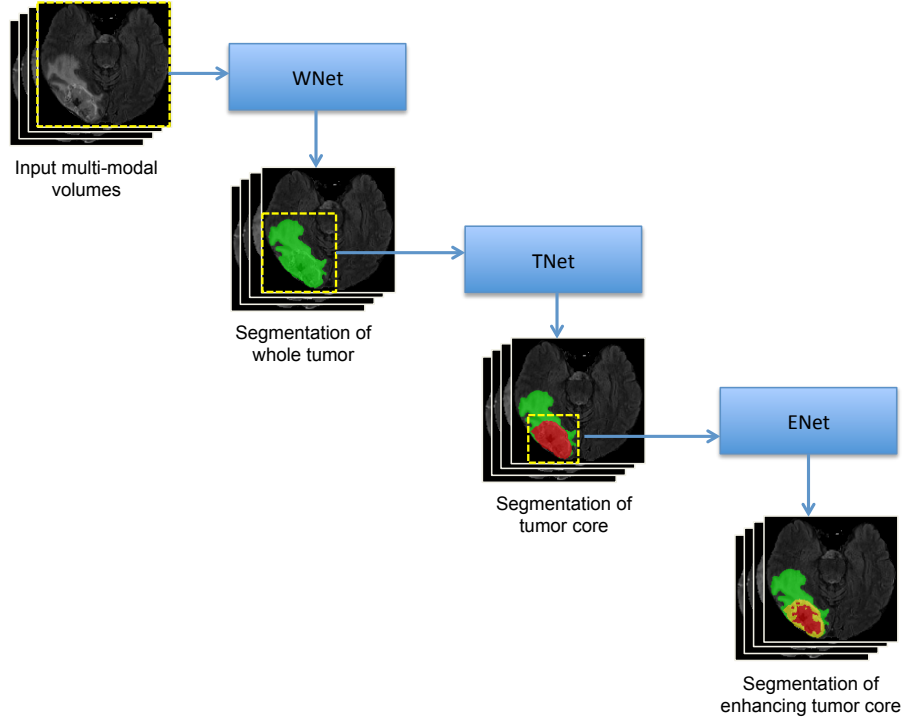 WNet
Input multi-modal
volumes
TNet
Segmentation of
whole tumor
ENet
Segmentation of
tumor core
Segmentation of
enhancing tumor core